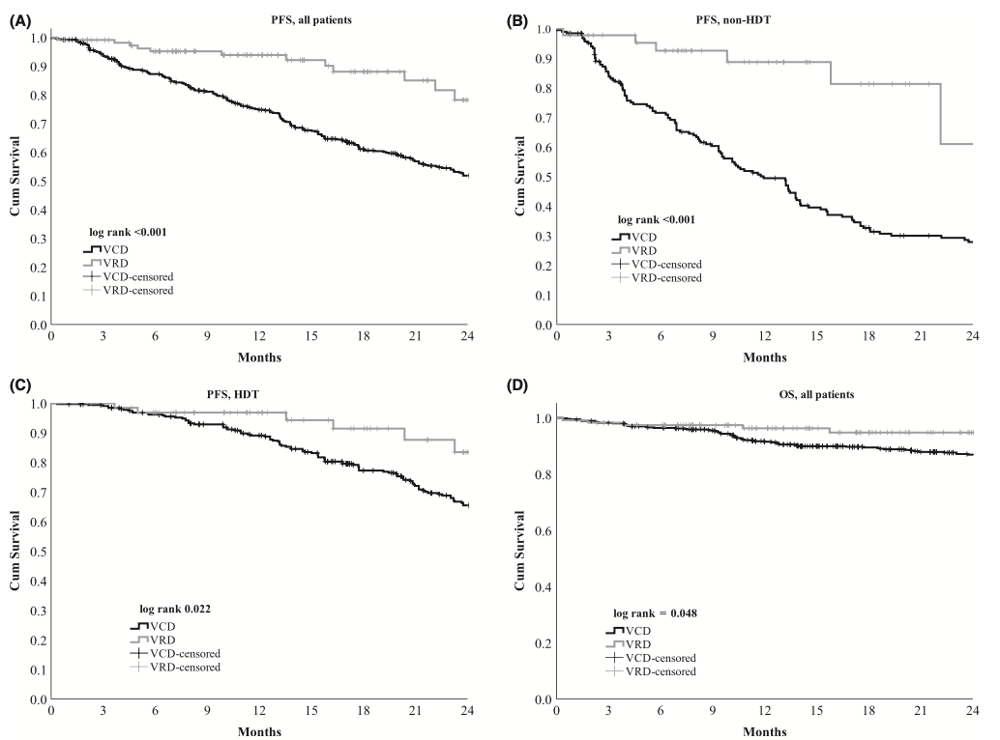 (A)
PFS, all patients
1.0
0.9
0.8
0.7
0.6
0.5
0.4
0.3
0.2
0.1
0.0
Cum Survival
log rank <0.001
VCD
VRD
VCD-censored
VRD-censored
0 3 6 9 12 15 18 21 24
Months
(B)
PFS, non-HDT
1.0
0.9
0.8
0.7
0.6
0.5
0.4
0.3
0.2
0.1
0.0
Cum Survival
log rank <0.001
VCD
VRD
VCD-censored
VRD-censored
0 3 6 9 12 15 18 21 24
Months
(C)
PFS, HDT
1.0
0.9
0.8
0.7
0.6
0.5
0.4
0.3
0.2
0.1
0.0
Cum Survival
log rank 0.022
VCD
VRD
VCD-censored
VRD-censored
0 3 6 9 12 15 18 21 24
Months
(D)
OS, all patients
1.0
0.8
0.6
0.4
0.2
0.0
Cum Survival
log rank = 0.048
VCD
VRD
VCD-censored
VRD-censored
0 3 6 9 12 15 18 21 24
Months